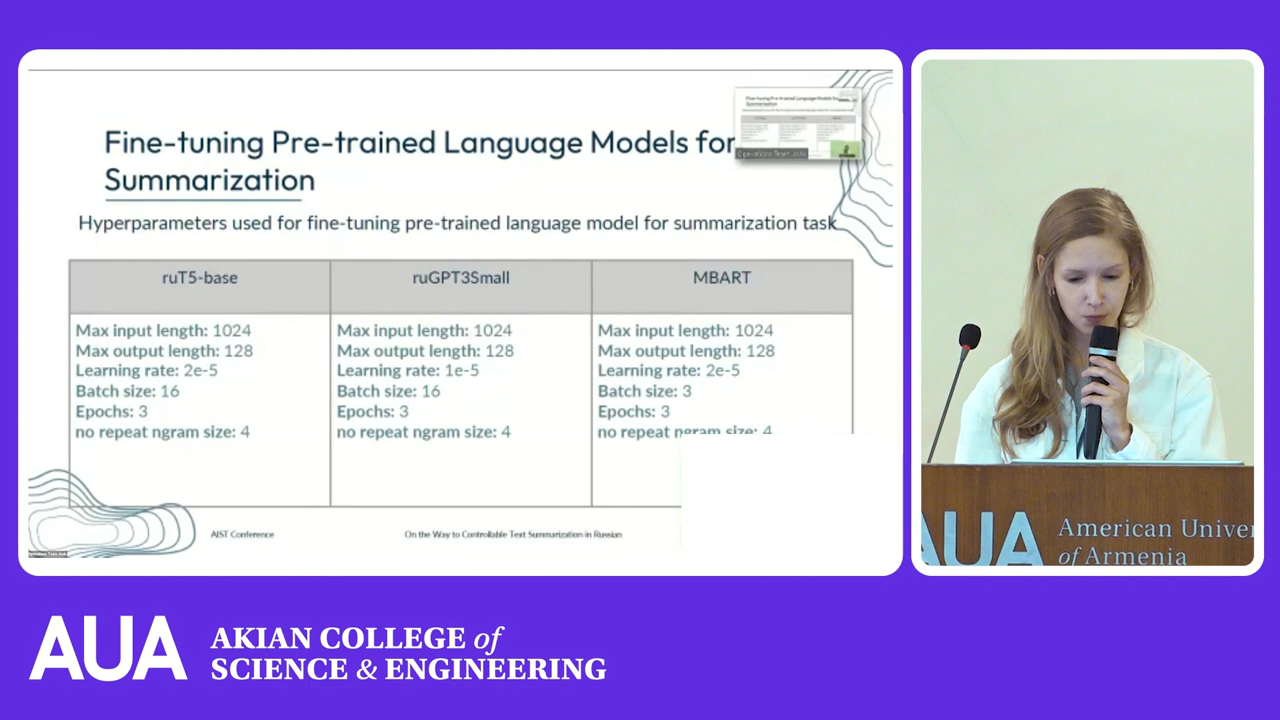 Fine-tuning Pre-trained Language Models for
Summarization
Hyperparameters used for fine-tuning pre-trained language model for summarization task
ruT5-base
Max input length: 1024
Max output length: 128
Learning rate: 2e-5
Batch size: 16
Epochs: 3
no repeat ngram size: 4
ruGPT3Small
Max input length: 1024
Max output length: 128
Learning rate: 1e-5
Batch size: 16
Epochs: 3
no repeat ngram size: 4
MBART
Max input length: 1024
Max output length: 128
Learning rate: 2e-5
Batch size: 3
Epochs: 3
no repeat ngram size: 4
AIST Conference
On the Way to Controllable Text Summarization in Russian
AUA
American Univer
of Armenia
AUA
AKIAN COLLEGE of
SCIENCE & ENGINEERING